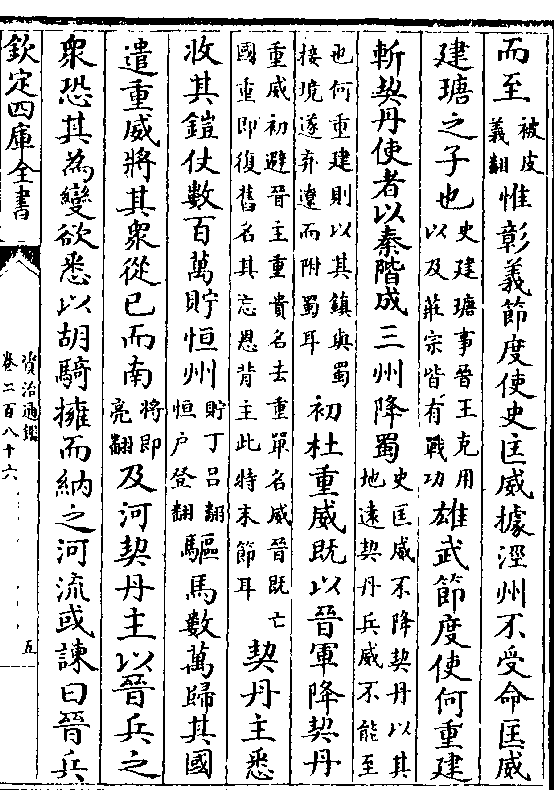 而至被皮義翻惟彰義節度使史匡威據涇州不受命匡威
建瑭之子也史建瑭事晉王克用以及莊宗皆有戰功雄武節度使何重建
斬契丹使者以秦階成三州降蜀史匡威不降契丹以其地遠契丹兵威不能至
也何重建則以其鎮與蜀接境遂弃遼而附蜀耳初杜重威既以晉軍降契丹
重威初避晉主重貴名去重單名威晉既亡國重即復舊名其忘恩背主此特末節耳契丹主悉
收其鎧仗數百萬貯恒州貯丁呂翻恒户登翻驅馬數萬歸其國
遣重威將其衆從已而南將即亮翻及河契丹主以晉兵之
衆恐其為變欲悉以胡騎擁而納之河流或諫曰晉兵
欽定四庫全書
資治通鑑
卷二百八十六
五